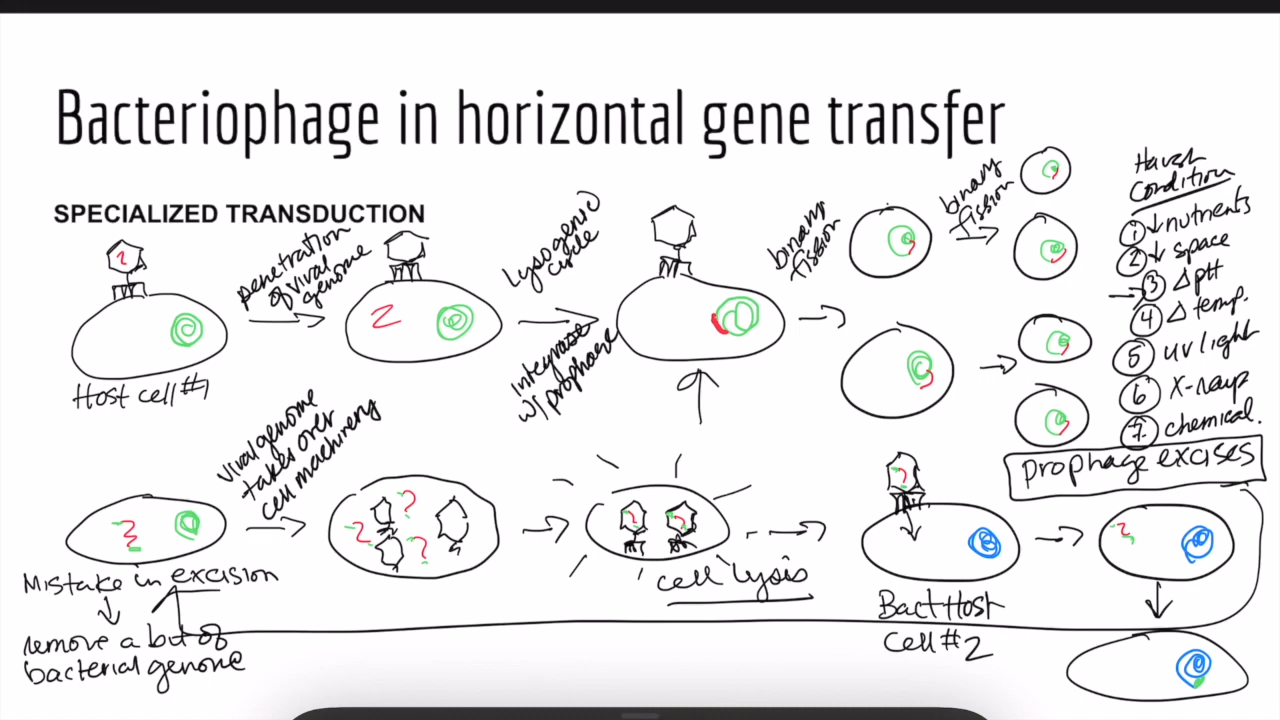 Bacteriophage in horizontal gene transfer
SPECIALIZED TRANSDUCTION
penetration
of viral
genome
Lysogenic
cycle
integrase
w/ prophage
binary
fission
binary
fission
Host cell #1
Harsh
Condition
① ↓ nutrients
② ↓ space
③ Δ pH
④ Δ temp.
⑤ uv light
⑥ X-rays
⑦ chemical.
prophage excises
viral genome
takes over
cell machinery
Mistake in excision
↓
remove a bit of
bacterial genome
cell lysis
Bact Host
cell #2